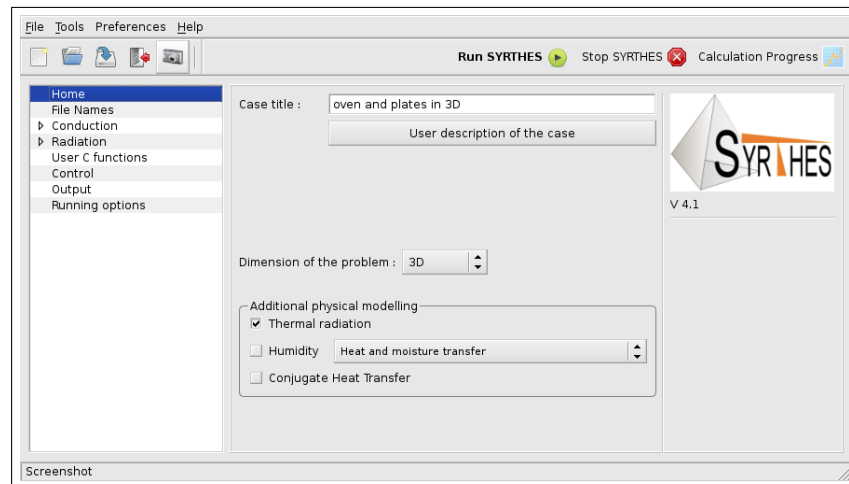 File Tools Preferences Help
Run SYRTHES Stop SYRTHES Calculation Progress
Home
File Names
Conduction
Radiation
User C functions
Control
Output
Running options
Case title : oven and plates in 3D
User description of the case
Dimension of the problem : 3D
Additional physical modelling
Thermal radiation
Humidity Heat and moisture transfer
Conjugate Heat Transfer
SYRTHES
V 4.1
Screenshot